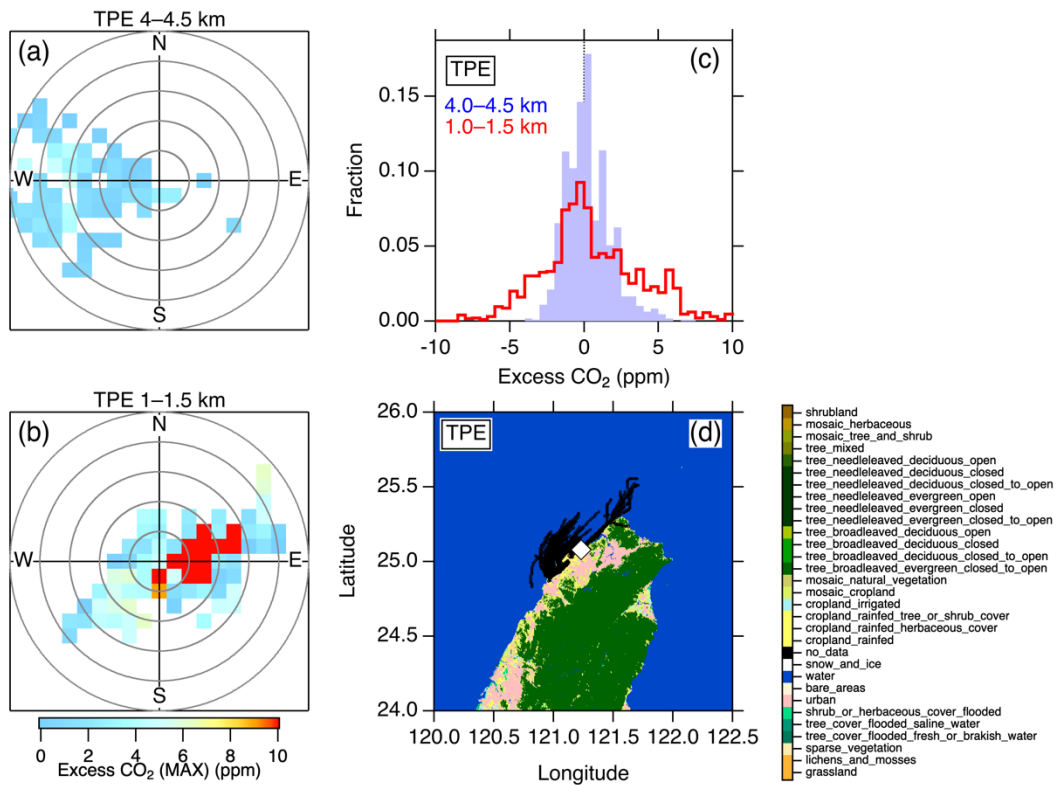 TPE 4–4.5 km
(a)
N
W
E
S
(c)
TPE
4.0–4.5 km
1.0–1.5 km
Fraction
0.15
0.10
0.05
0.00
-10
-5
0
5
10
Excess CO₂ (ppm)
TPE 1–1.5 km
(b)
N
W
E
S
0
2
4
6
8
10
Excess CO₂ (MAX) (ppm)
TPE
(d)
Latitude
26.0
25.5
25.0
24.5
24.0
120.0
120.5
121.0
121.5
122.0
122.5
Longitude
shrubland
mosaic_herbaceous
mosaic_tree_and_shrub
tree_mixed
tree_needleleaved_deciduous_open
tree_needleleaved_deciduous_closed
tree_needleleaved_deciduous_closed_to_open
tree_needleleaved_evergreen_open
tree_needleleaved_evergreen_closed
tree_needleleaved_evergreen_closed_to_open
tree_broadleaved_deciduous_open
tree_broadleaved_deciduous_closed
tree_broadleaved_deciduous_closed_to_open
tree_broadleaved_evergreen_closed_to_open
mosaic_natural_vegetation
mosaic_cropland
cropland_irrigated
cropland_rainfed_tree_or_shrub_cover
cropland_rainfed_herbaceous_cover
cropland_rainfed
no_data
snow_and_ice
water
bare_areas
urban
shrub_or_herbaceous_cover_flooded
tree_cover_flooded_saline_water
tree_cover_flooded_fresh_or_brakish_water
sparse_vegetation
lichens_and_mosses
grassland